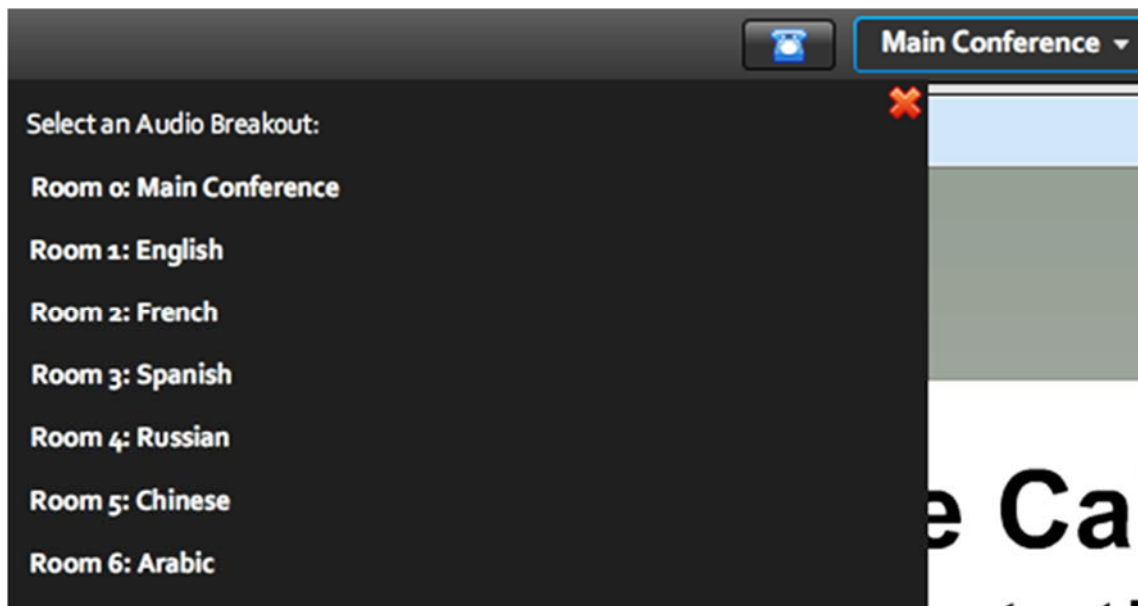 Main Conference
Select an Audio Breakout:
Room 0: Main Conference
Room 1: English
Room 2: French
Room 3: Spanish
Room 4: Russian
Room 5: Chinese
Room 6: Arabic
e Ca